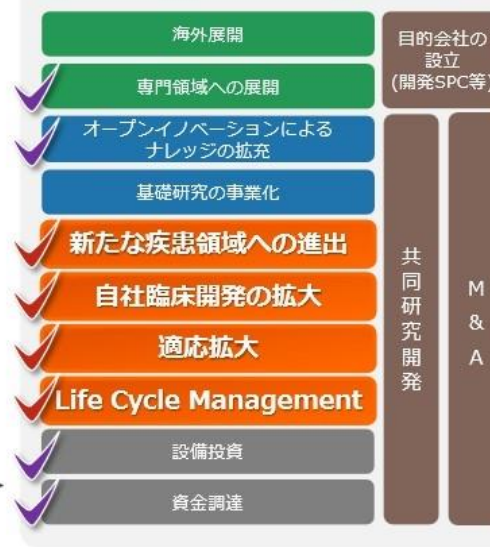 海外展開
専門領域への展開
オープンイノベーションによる
ナレッジの拡充
基礎研究の事業化
新たな疾患領域への進出
自社臨床開発の拡大
適応拡大
Life Cycle Management
設備投資
資金調達
目的会社の
設立
(開発SPC等)
共同研究開発
M&A